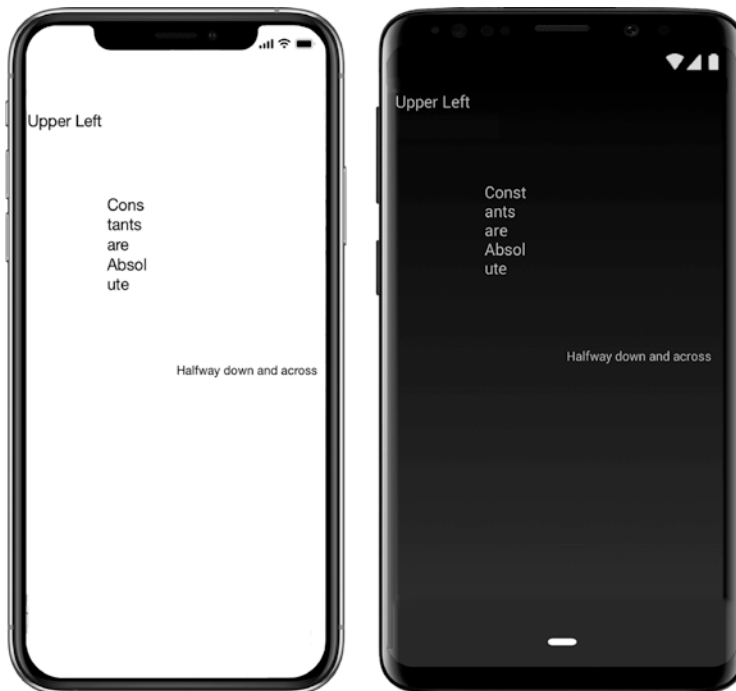 Upper Left
Cons
tants
are
Absol
ute
Halfway down and across
Upper Left
Const
ants
are
Absol
ute
Halfway down and across